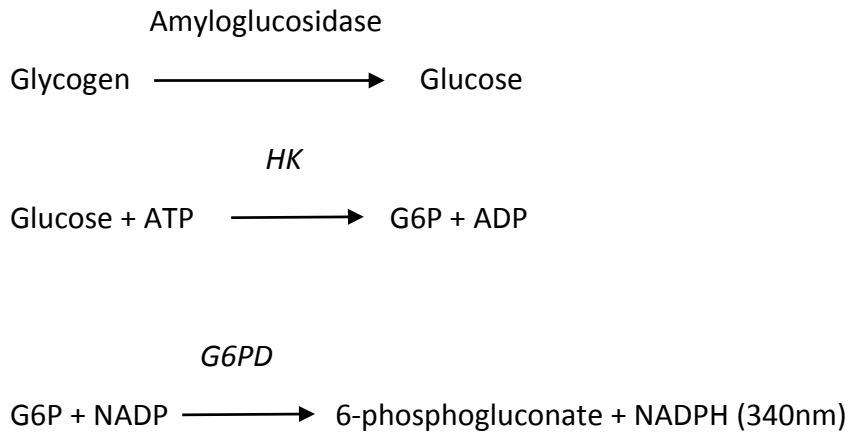 Amyloglucosidase
Glycogen Glucose
HK
Glucose + ATP G6P + ADP
G6PD
G6P + NADP 6-phosphogluconate + NADPH (340nm)